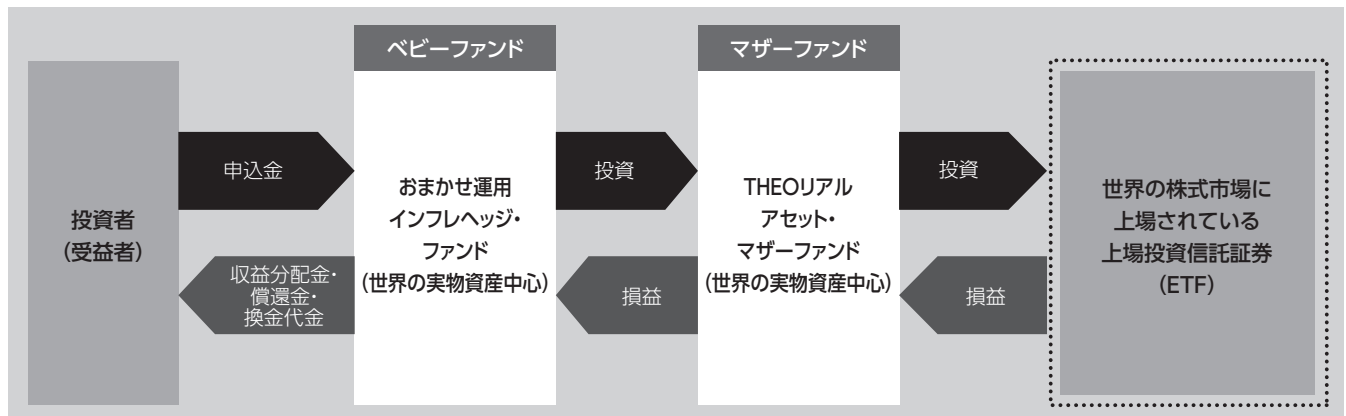 ベビーファンド
マザーファンド
投資者
(受益者)
申込金
収益分配金・
償還金・
換金代金
おまかせ運用
インフレヘッジ・
ファンド
(世界の実物資産中心)
投資
損益
THEOリアル
アセット・
マザーファンド
(世界の実物資産中心)
投資
損益
世界の株式市場に
上場されている
上場投資信託証券
(ETF)